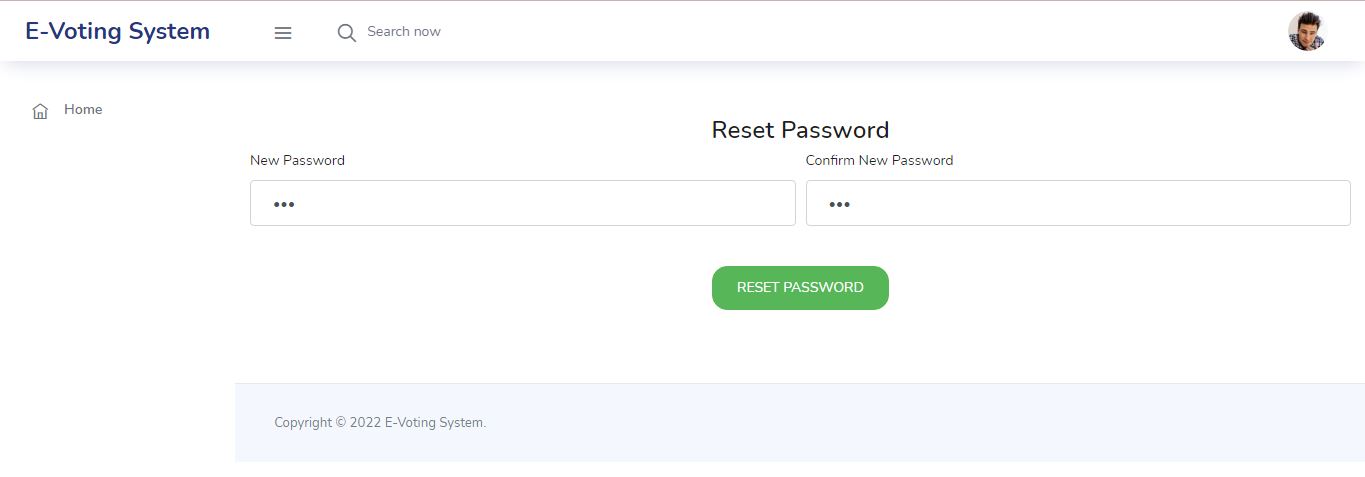 E-Voting System
Search now
Home
Reset Password
New Password
Confirm New Password
•••
•••
RESET PASSWORD
Copyright © 2022 E-Voting System.